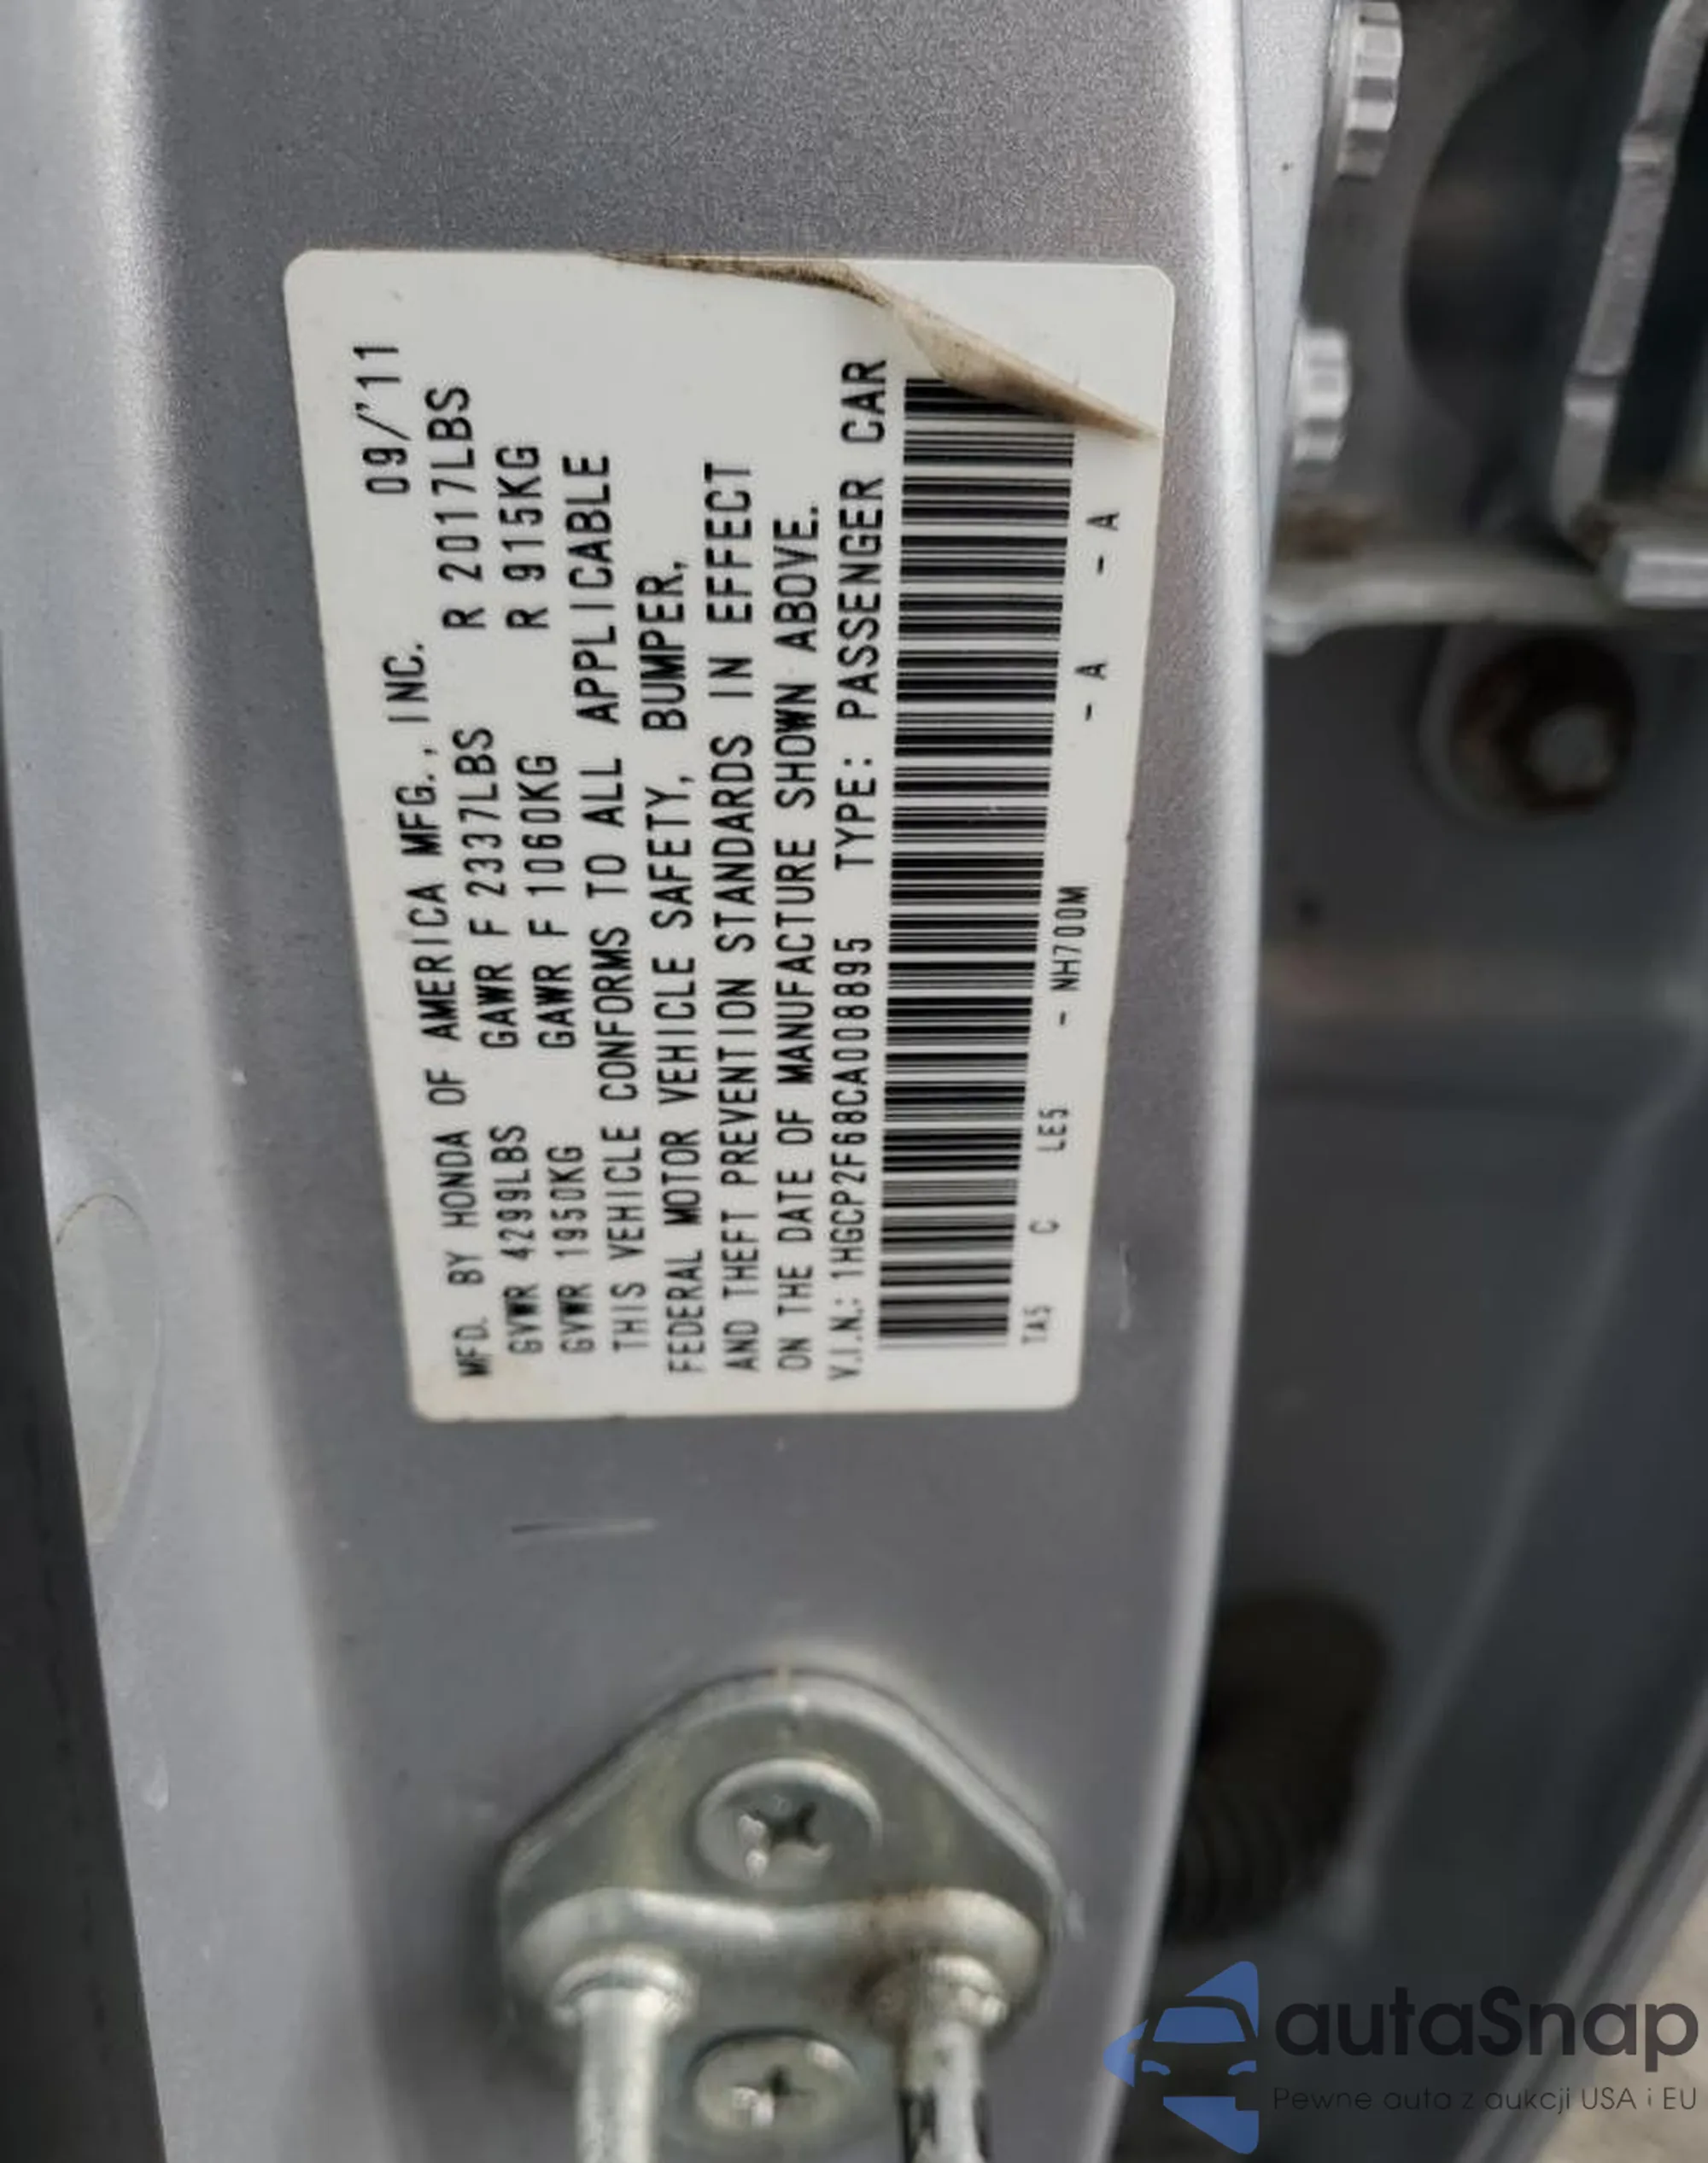 MFD. BY HONDA OF AMERICA MFG., INC. 09/'11
GVWR 4299LBS GAWR F 2337LBS R 2017LBS
GVWR 1950KG GAWR F 1060KG R 915KG
THIS VEHICLE CONFORMS TO ALL APPLICABLE
FEDERAL MOTOR VEHICLE SAFETY, BUMPER,
AND THEFT PREVENTION STANDARDS IN EFFECT
ON THE DATE OF MANUFACTURE SHOWN ABOVE.
V.I.N.: 1HGCP2F68CA008895 TYPE: PASSENGER CAR
TA5 C LE5 - NH700M - A - A
autaSnap
Pewne auta z aukcji USA i EU